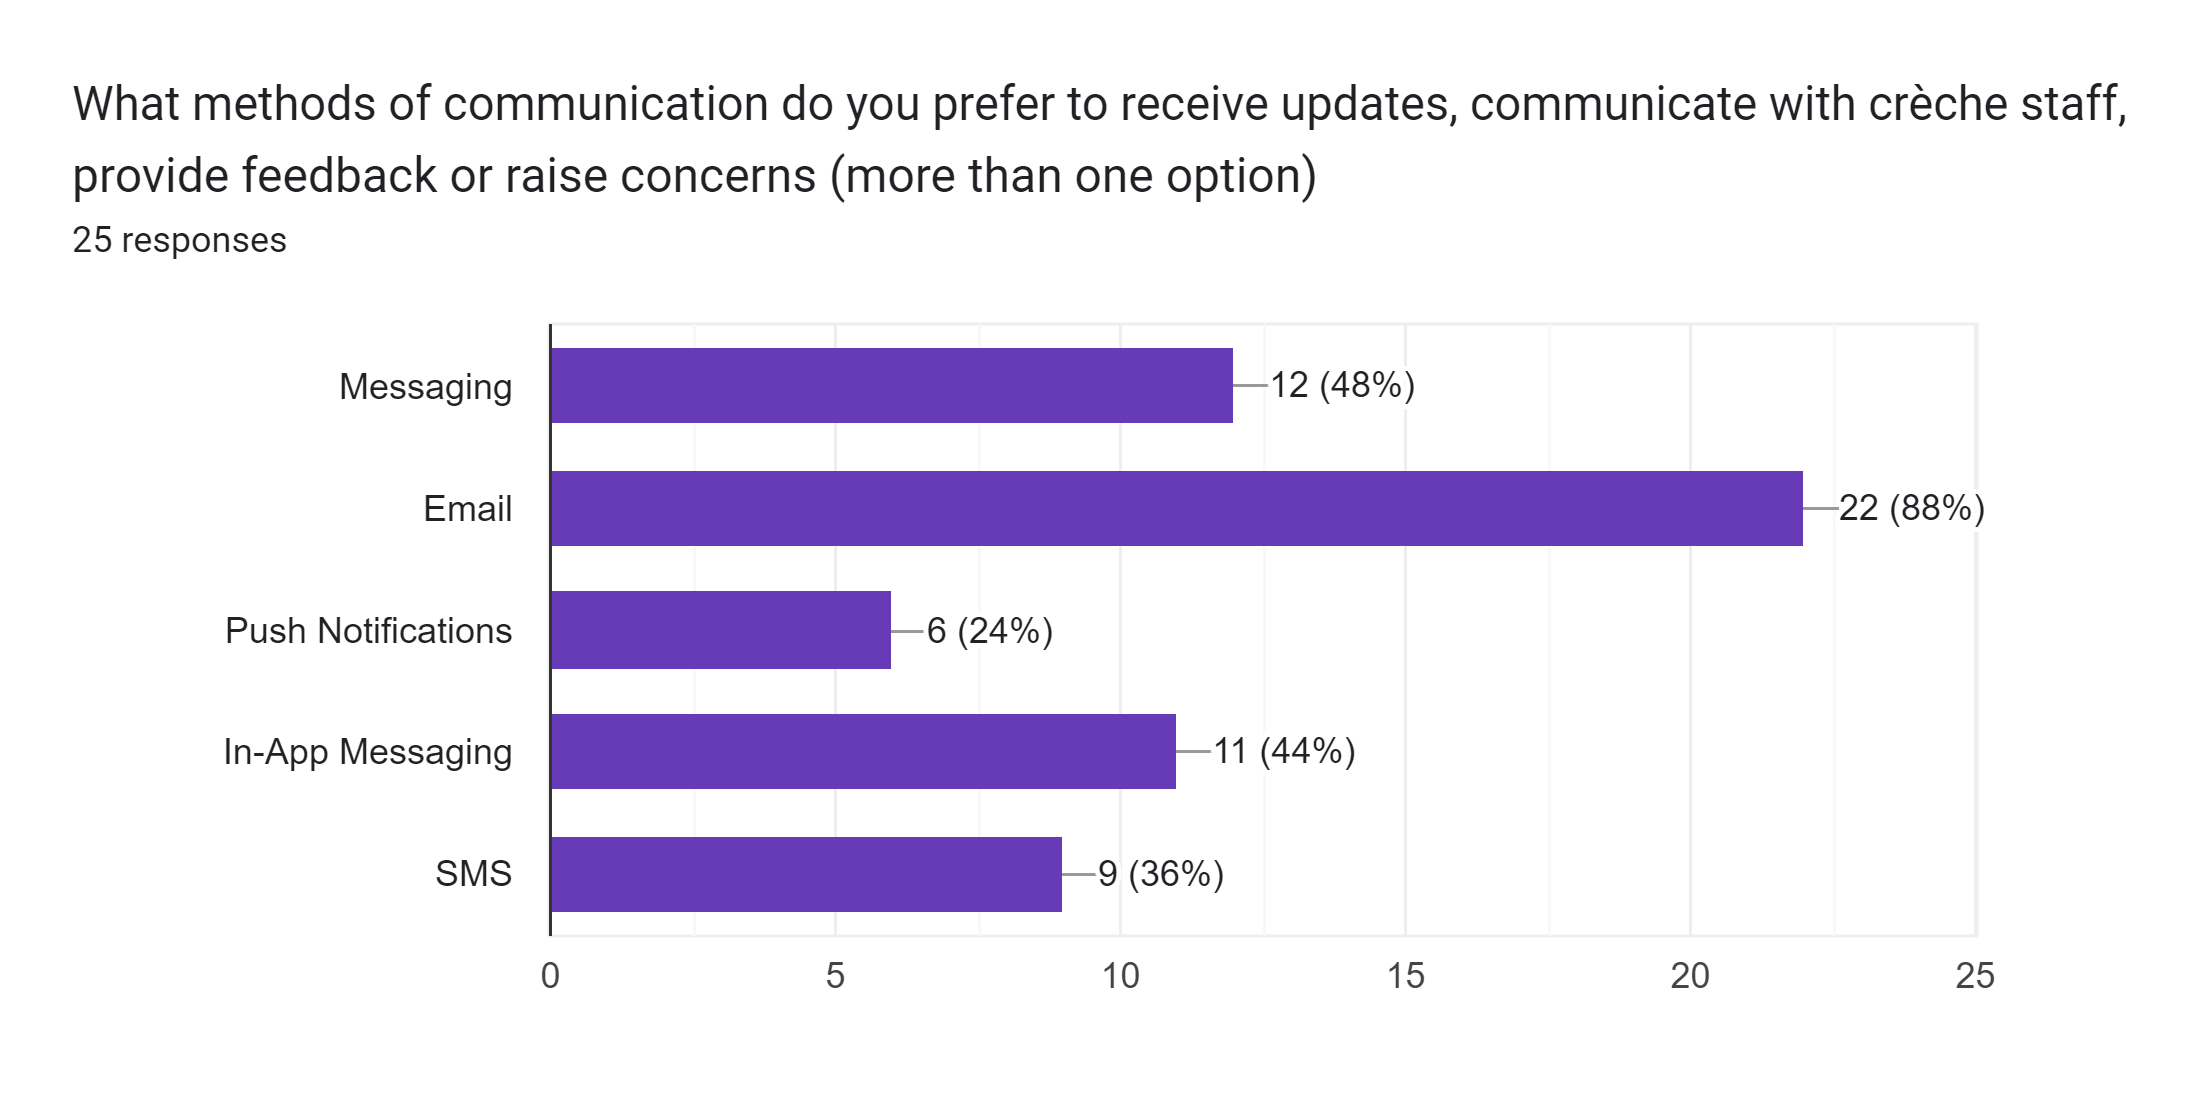 What methods of communication do you prefer to receive updates, communicate with crèche staff,
provide feedback or raise concerns (more than one option)
25 responses
Messaging
12 (48%)
Email
22 (88%)
Push Notifications
6 (24%)
In-App Messaging
11 (44%)
SMS
9 (36%)
0 5 10 15 20 25